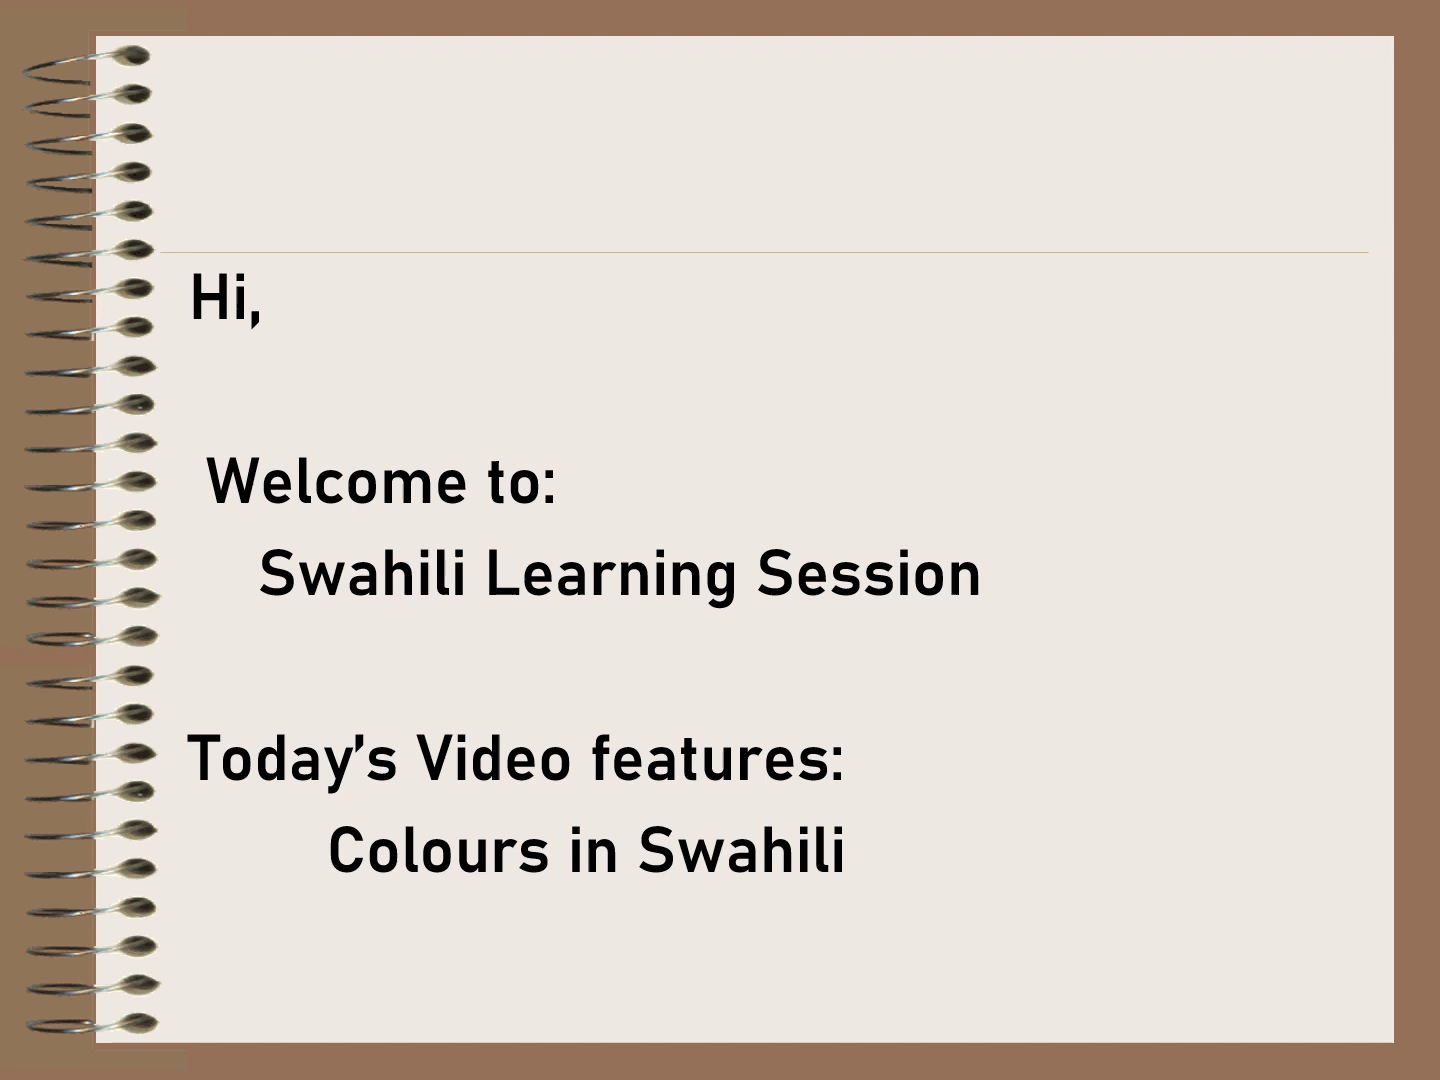 Hi,
Welcome to:
Swahili Learning Session
Today's Video features:
Colours in Swahili